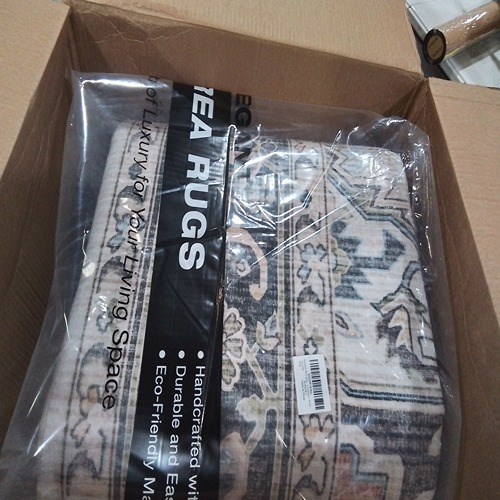 REA RUGS
of Luxury for Your Living Space
• Handcrafted wit
• Durable and Eas
• Eco-Friendly Ma